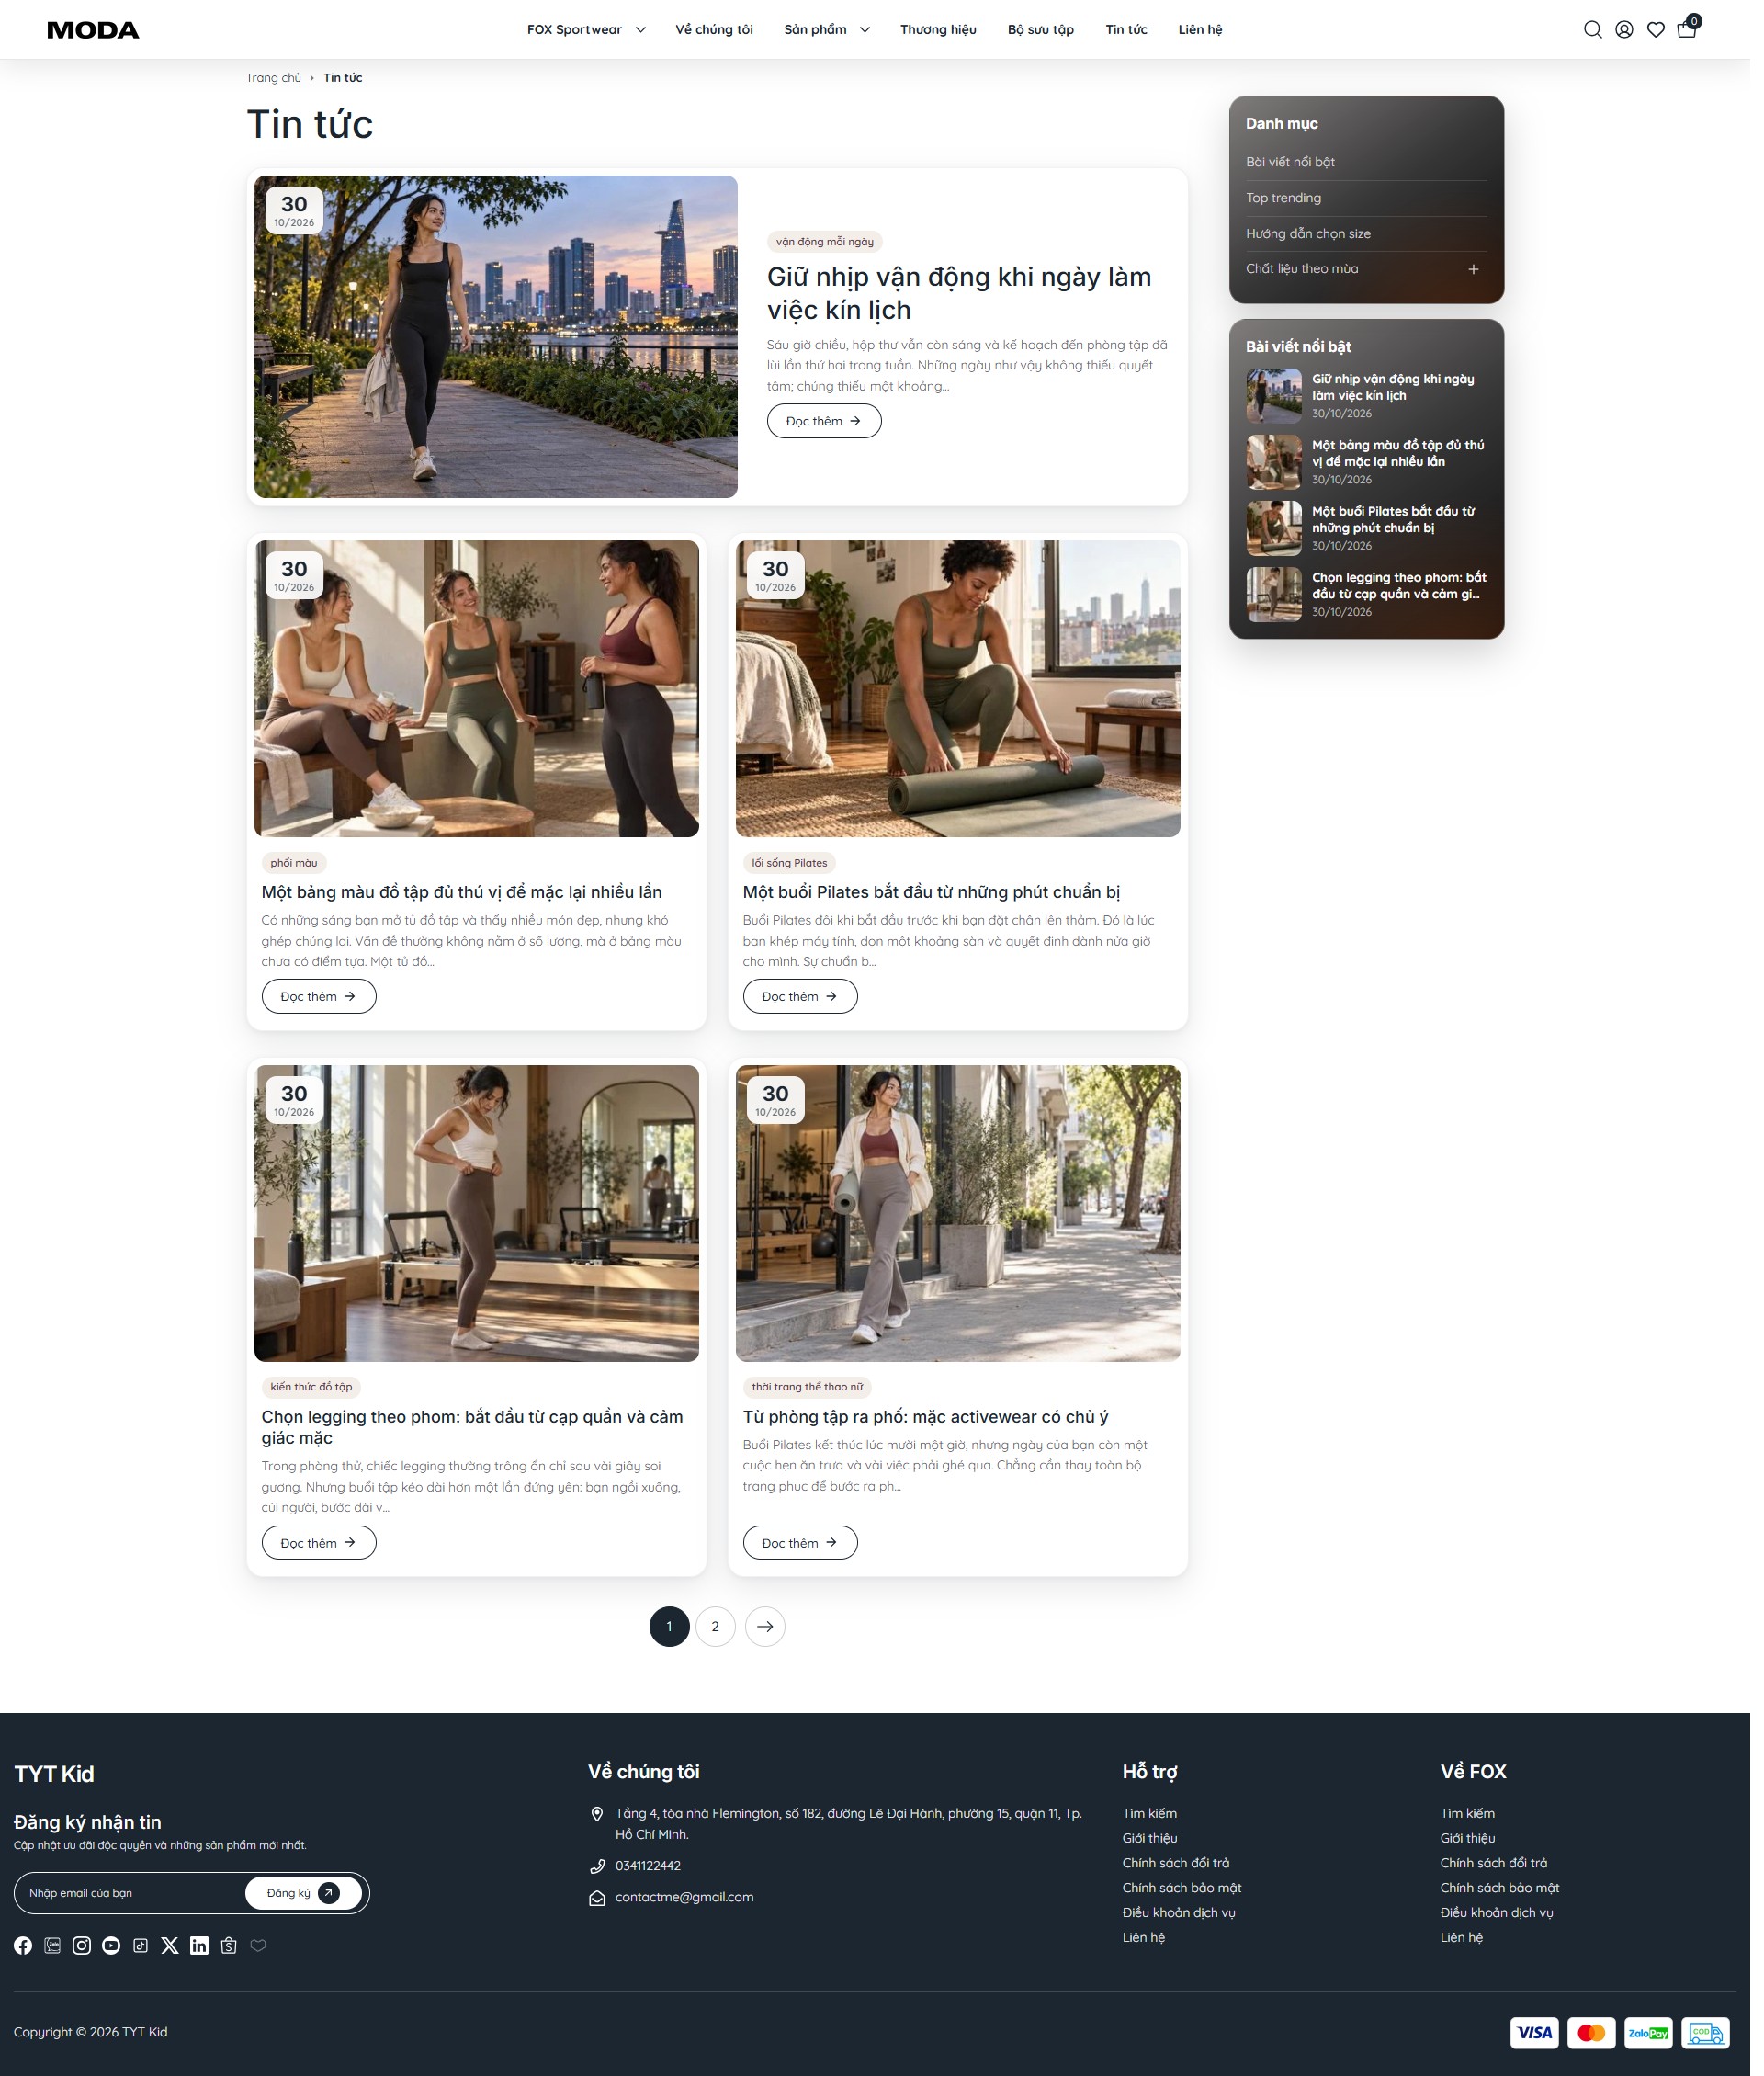 MODA
FOX Sportwear
Về chúng tôi
Sản phẩm
Thương hiệu
Bộ sưu tập
Tin tức
Liên hệ
0
Trang chủ
Tin tức
Tin tức
30
10/2026
vận động mỗi ngày
Giữ nhịp vận động khi ngày làm
việc kín lịch
Sáu giờ chiều, hộp thư vẫn còn sáng và kế hoạch đến phòng tập đã
lùi lần thứ hai trong tuần. Những ngày như vậy không thiếu quyết
tâm; chúng thiếu một khoảng...
Đọc thêm
30
10/2026
phối màu
Một bảng màu đồ tập đủ thú vị để mặc lại nhiều lần
Có những sáng bạn mở tủ đồ tập và thấy nhiều món đẹp, nhưng khó
ghép chúng lại. Vấn đề thường không nằm ở số lượng, mà ở bảng màu
chưa có điểm tựa. Một tủ đồ...
Đọc thêm
30
10/2026
lối sống Pilates
Một buổi Pilates bắt đầu từ những phút chuẩn bị
Buổi Pilates đôi khi bắt đầu trước khi bạn đặt chân lên thảm. Đó là lúc
bạn khép máy tính, dọn một khoảng sàn và quyết định dành nửa giờ
cho mình. Sự chuẩn b...
Đọc thêm
30
10/2026
kiến thức đồ tập
Chọn legging theo phom: bắt đầu từ cạp quần và cảm
giác mặc
Trong phòng thử, chiếc legging thường trông ổn chỉ sau vài giây soi
gương. Nhưng buổi tập kéo dài hơn một lần đứng yên: bạn ngồi xuống,
cúi người, bước dài v...
Đọc thêm
30
10/2026
thời trang thể thao nữ
Từ phòng tập ra phố: mặc activewear có chủ ý
Buổi Pilates kết thúc lúc mười một giờ, nhưng ngày của bạn còn một
cuộc hẹn ăn trưa và vài việc phải ghé qua. Chẳng cần thay toàn bộ
trang phục để bước ra ph...
Đọc thêm
1
2
Danh mục
Bài viết nổi bật
Top trending
Hướng dẫn chọn size
Chất liệu theo mùa
Bài viết nổi bật
Giữ nhịp vận động khi ngày
làm việc kín lịch
30/10/2026
Một bảng màu đồ tập đủ thú
vị để mặc lại nhiều lần
30/10/2026
Một buổi Pilates bắt đầu từ
những phút chuẩn bị
30/10/2026
Chọn legging theo phom: bắt
đầu từ cạp quần và cảm gi...
30/10/2026
TYT Kid
Đăng ký nhận tin
Cập nhật ưu đãi độc quyền và những sản phẩm mới nhất.
Nhập email của bạn
Đăng ký
Về chúng tôi
Tầng 4, tòa nhà Flemington, số 182, đường Lê Đại Hành, phường 15, quận 11, Tp.
Hồ Chí Minh.
0341122442
contactme@gmail.com
Hỗ trợ
Tìm kiếm
Giới thiệu
Chính sách đổi trả
Chính sách bảo mật
Điều khoản dịch vụ
Liên hệ
Về FOX
Tìm kiếm
Giới thiệu
Chính sách đổi trả
Chính sách bảo mật
Điều khoản dịch vụ
Liên hệ
Copyright © 2026 TYT Kid
VISA
ZaloPay
COD